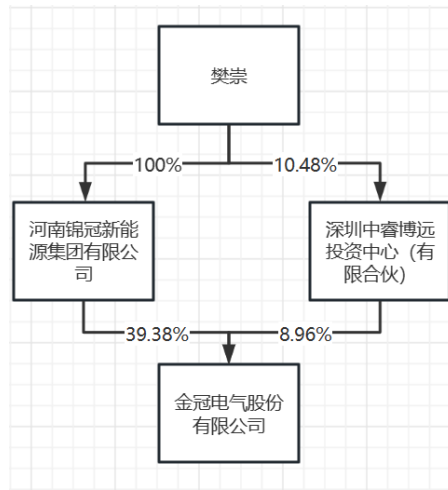 樊崇
100%
10.48%
河南锦冠新能
源集团有限公
司
深圳中睿博远
投资中心（有
限合伙）
39.38%
8.96%
金冠电气股份
有限公司